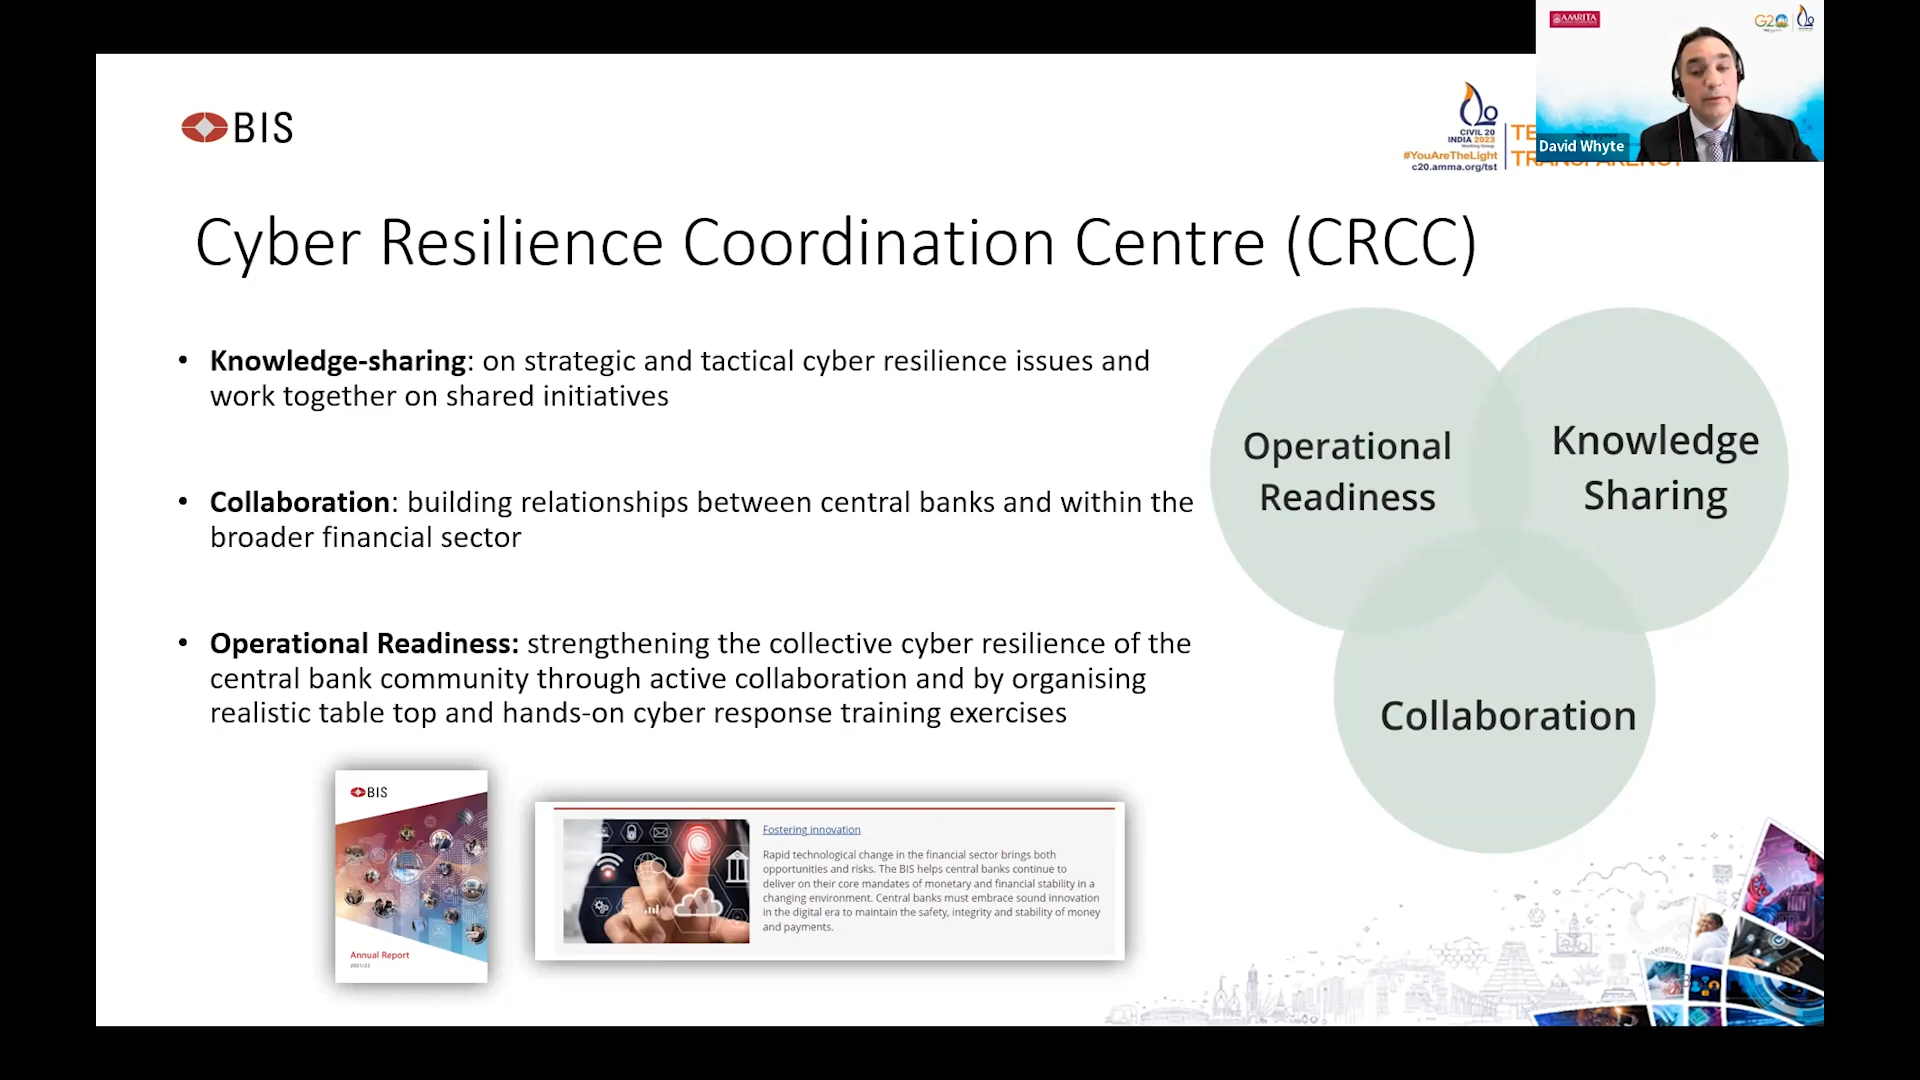 AMRITA
G20
David Whyte
BIS
CIVIL 20
INDIA 2023
Working Group
#YouAreTheLight
c20.amma.org/tst
Cyber Resilience Coordination Centre (CRCC)
• Knowledge-sharing: on strategic and tactical cyber resilience issues and
work together on shared initiatives
• Collaboration: building relationships between central banks and within the
broader financial sector
• Operational Readiness: strengthening the collective cyber resilience of the
central bank community through active collaboration and by organising
realistic table top and hands-on cyber response training exercises
Operational
Readiness
Knowledge
Sharing
Collaboration
BIS
Annual Report
2021/22
Fostering innovation
Rapid technological change in the financial sector brings both
opportunities and risks. The BIS helps central banks continue to
deliver on their core mandates of monetary and financial stability in a
changing environment. Central banks must embrace sound innovation
in the digital era to maintain the safety, integrity and stability of money
and payments.